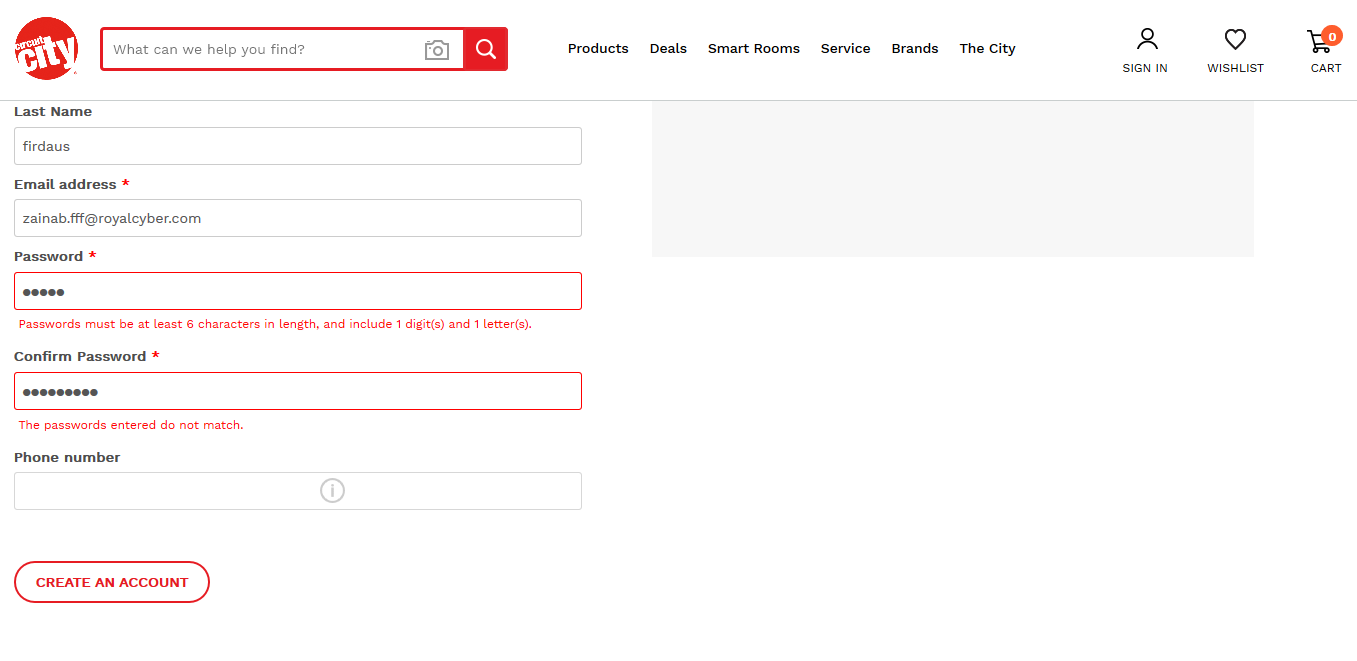 circuit
city
What can we help you find?
Products Deals Smart Rooms Service Brands The City
SIGN IN
WISHLIST
0
CART
Last Name
firdaus
Email address *
zainab.fff@royalcyber.com
Password *
●●●●●
Passwords must be at least 6 characters in length, and include 1 digit(s) and 1 letter(s).
Confirm Password *
●●●●●●●●●
The passwords entered do not match.
Phone number
CREATE AN ACCOUNT